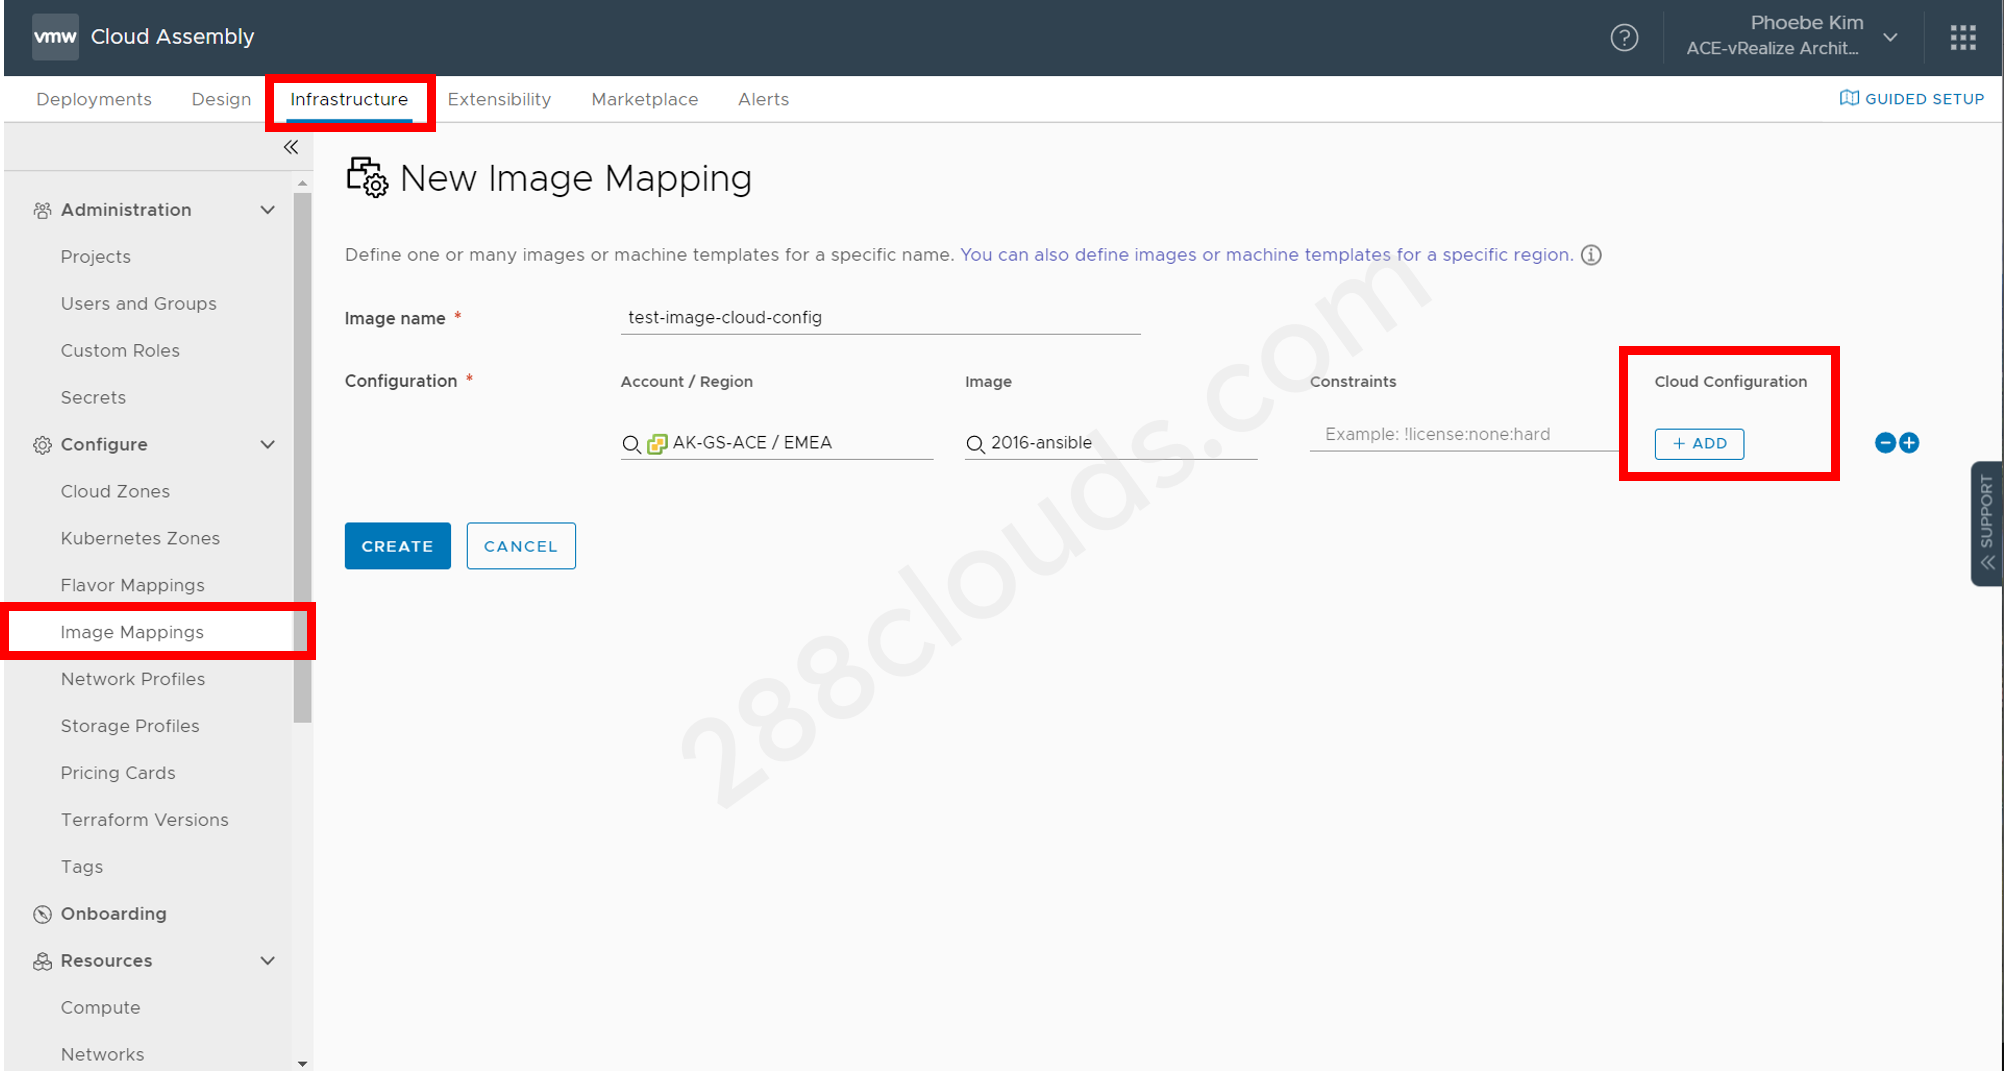 vmw Cloud Assembly
Phoebe Kim
ACE-vRealize Archit...
Deployments Design Infrastructure Extensibility Marketplace Alerts
GUIDED SETUP
Administration
Projects
Users and Groups
Custom Roles
Secrets
Configure
Cloud Zones
Kubernetes Zones
Flavor Mappings
Image Mappings
Network Profiles
Storage Profiles
Pricing Cards
Terraform Versions
Tags
Onboarding
Resources
Compute
Networks
New Image Mapping
Define one or many images or machine templates for a specific name. You can also define images or machine templates for a specific region.
Image name * test-image-cloud-config
Configuration * Account / Region Image Constraints Cloud Configuration
AK-GS-ACE / EMEA 2016-ansible Example: !license:none:hard + ADD
CREATE CANCEL
SUPPORT
288clouds.com